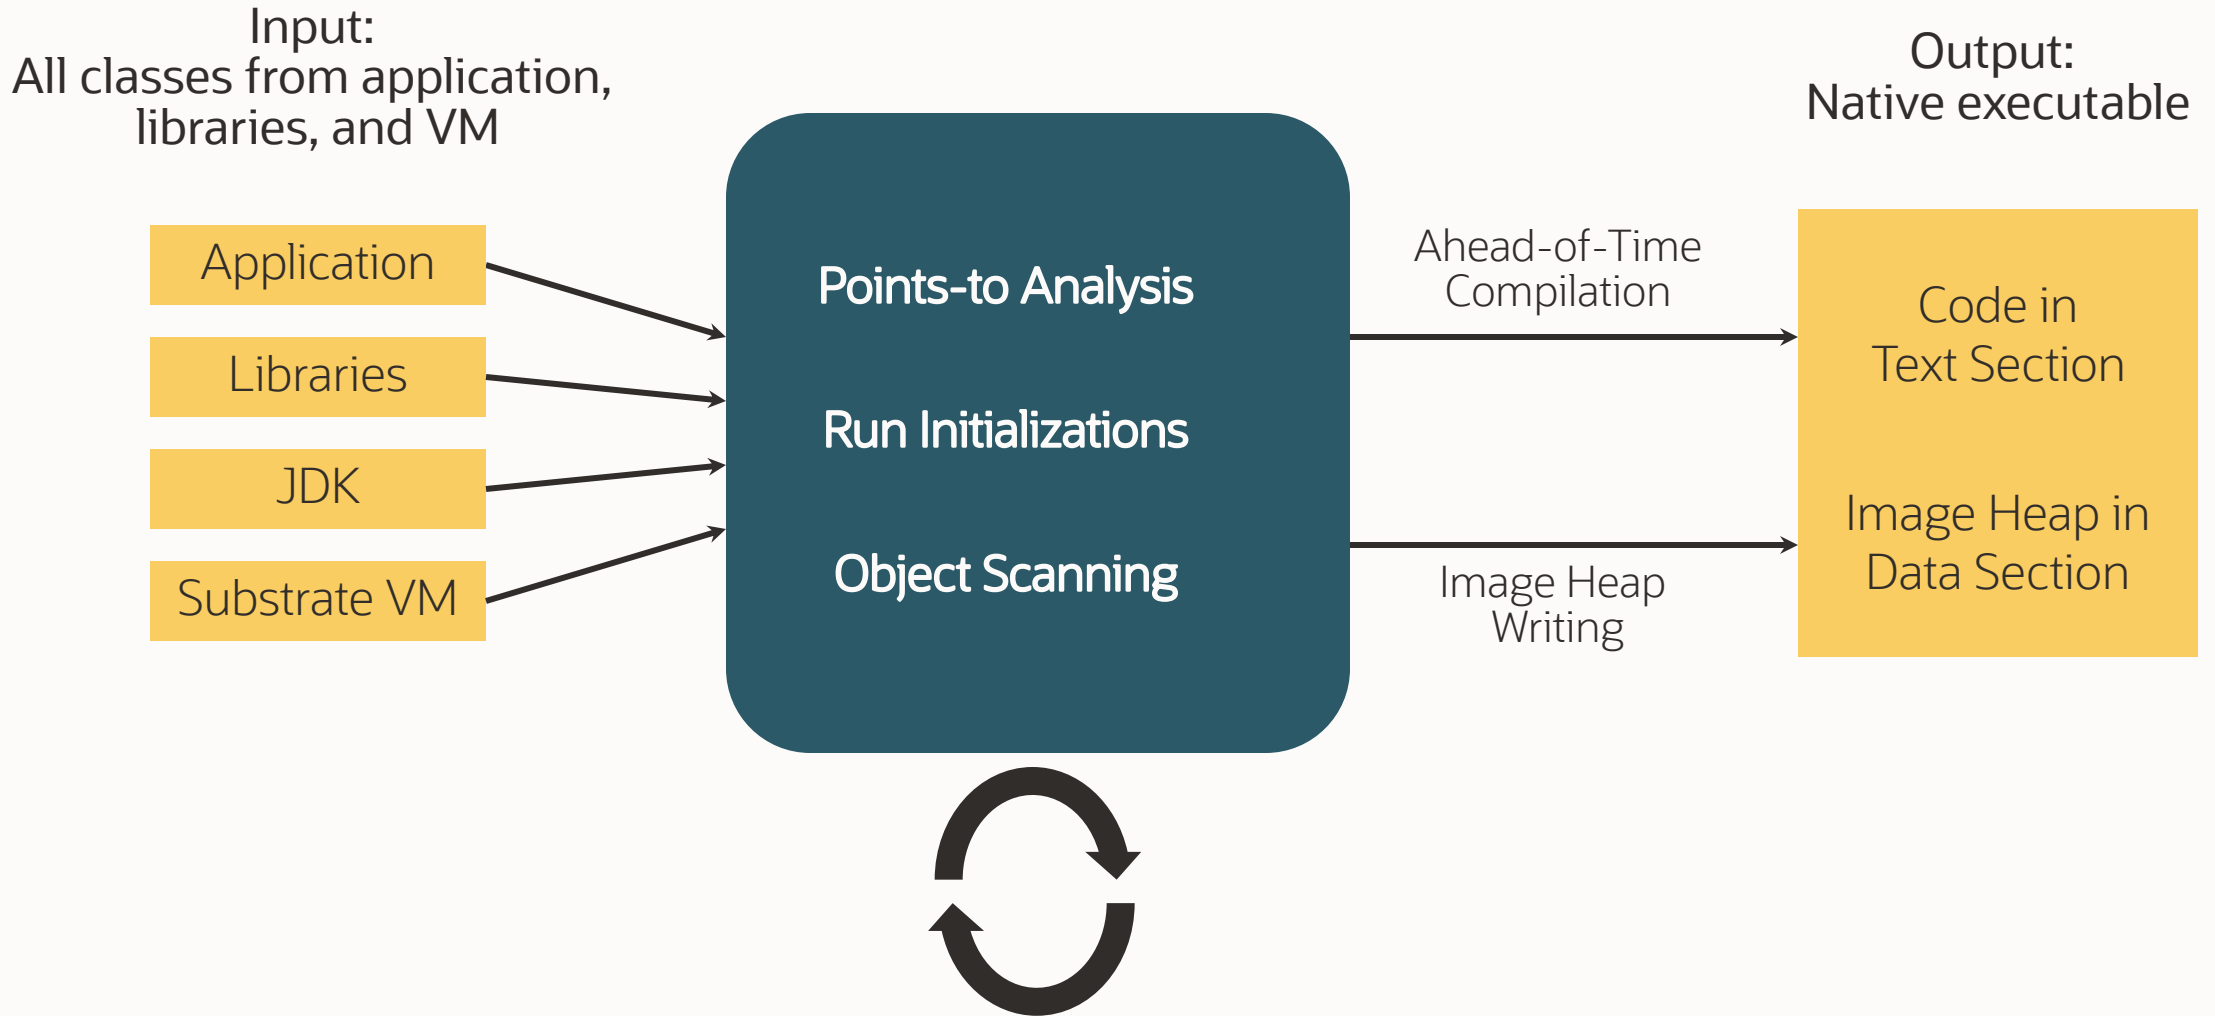 Input:
All classes from application,
libraries, and VM
Application
Libraries
JDK
Substrate VM
Points-to Analysis
Run Initializations
Object Scanning
Ahead-of-Time
Compilation
Image Heap
Writing
Output:
Native executable
Code in
Text Section
Image Heap in
Data Section